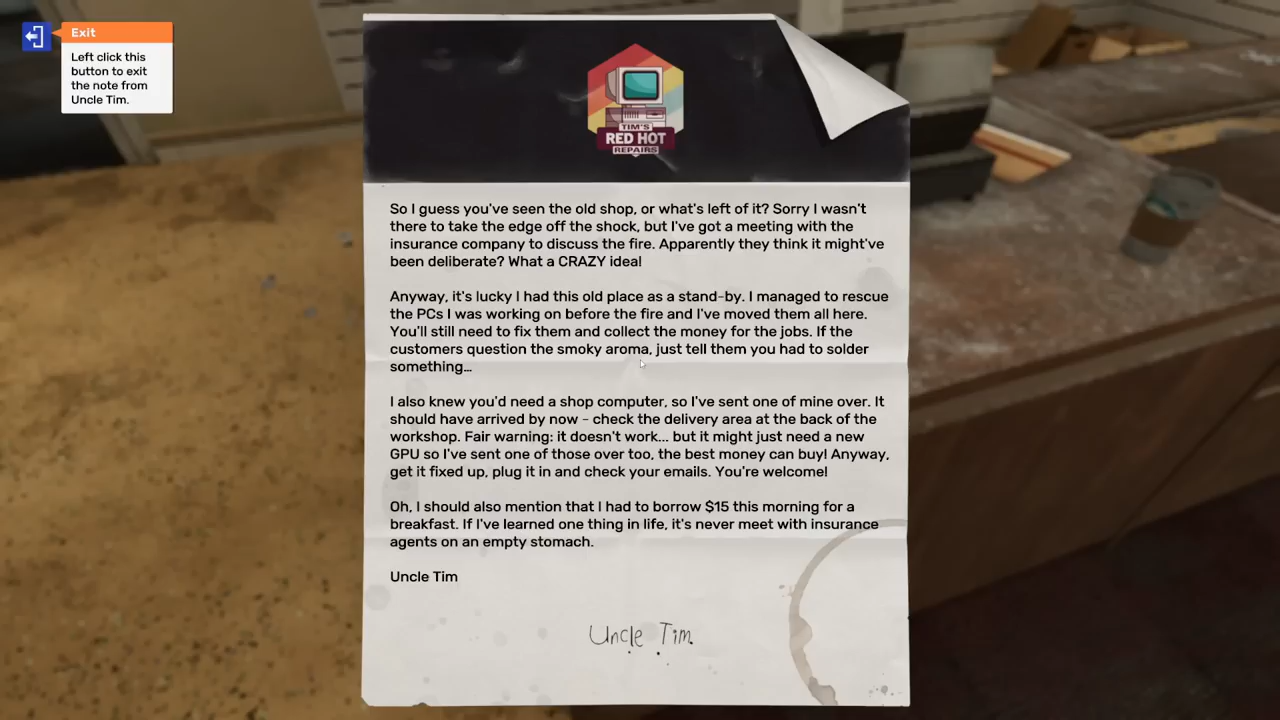 Exit
Left click this
button to exit
the note from
Uncle Tim.
TIM'S
RED HOT
REPAIRS
So I guess you've seen the old shop, or what's left of it? Sorry I wasn't
there to take the edge off the shock, but I've got a meeting with the
insurance company to discuss the fire. Apparently they think it might've
been deliberate? What a CRAZY idea!
Anyway, it's lucky I had this old place as a stand-by. I managed to rescue
the PCs I was working on before the fire and I've moved them all here.
You'll still need to fix them and collect the money for the jobs. If the
customers question the smoky aroma, just tell them you had to solder
something...
I also knew you'd need a shop computer, so I've sent one of mine over. It
should have arrived by now - check the delivery area at the back of the
workshop. Fair warning: it doesn't work... but it might just need a new
GPU so I've sent one of those over too, the best money can buy! Anyway,
get it fixed up, plug it in and check your emails. You're welcome!
Oh, I should also mention that I had to borrow $15 this morning for a
breakfast. If I've learned one thing in life, it's never meet with insurance
agents on an empty stomach.
Uncle Tim
Uncle Tim